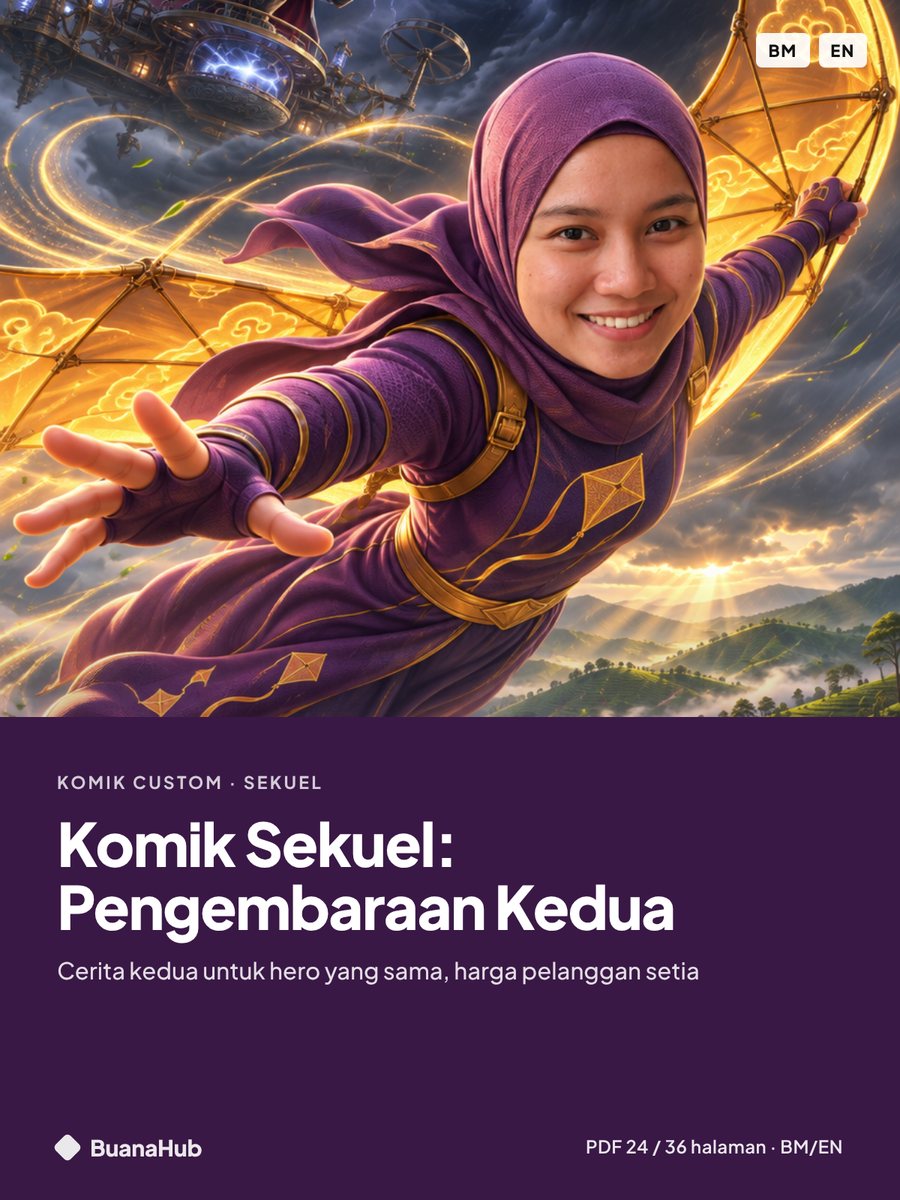 BM EN
KOMIK CUSTOM · SEKUEL
Komik Sekuel:
Pengembaraan Kedua
Cerita kedua untuk hero yang sama, harga pelanggan setia
BuanaHub
PDF 24 / 36 halaman · BM/EN